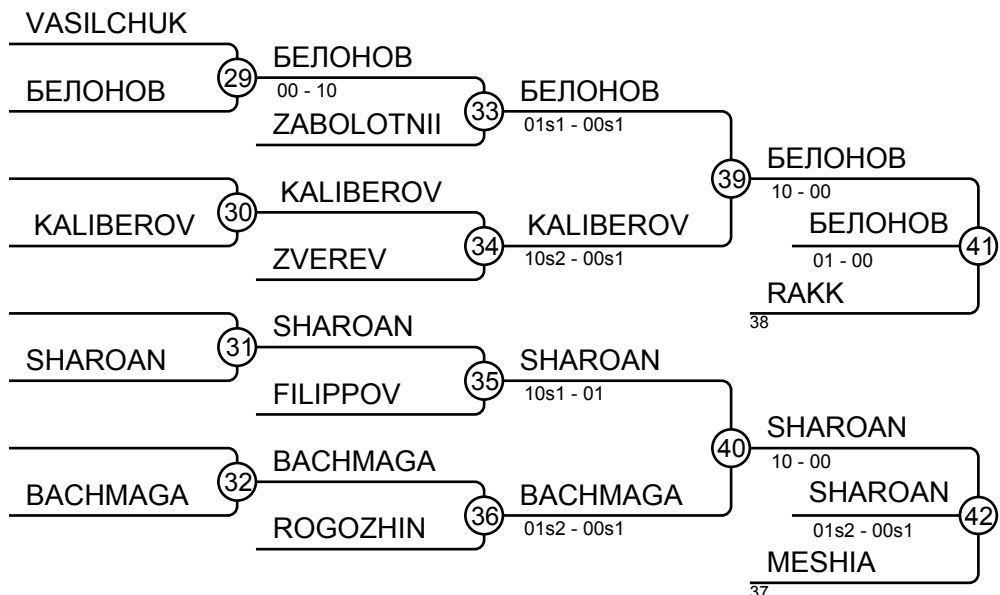 VASILCHUK
29
БЕЛОНОВ
БЕЛОНОВ
00 - 10
33
ZABOLOTNII
БЕЛОНОВ
01s1 - 00s1
30
KALIBEROV
KALIBEROV
34
ZVEREV
KALIBEROV
10s2 - 00s1
39
БЕЛОНОВ
10 - 00
БЕЛОНОВ
01 - 00
41
RAKK
38
31
SHAROAN
SHAROAN
35
FILIPPOV
SHAROAN
10s1 - 01
32
BACHMAGA
BACHMAGA
36
ROGOZHIN
BACHMAGA
01s2 - 00s1
40
SHAROAN
10 - 00
SHAROAN
01s2 - 00s1
42
MESHIA
37